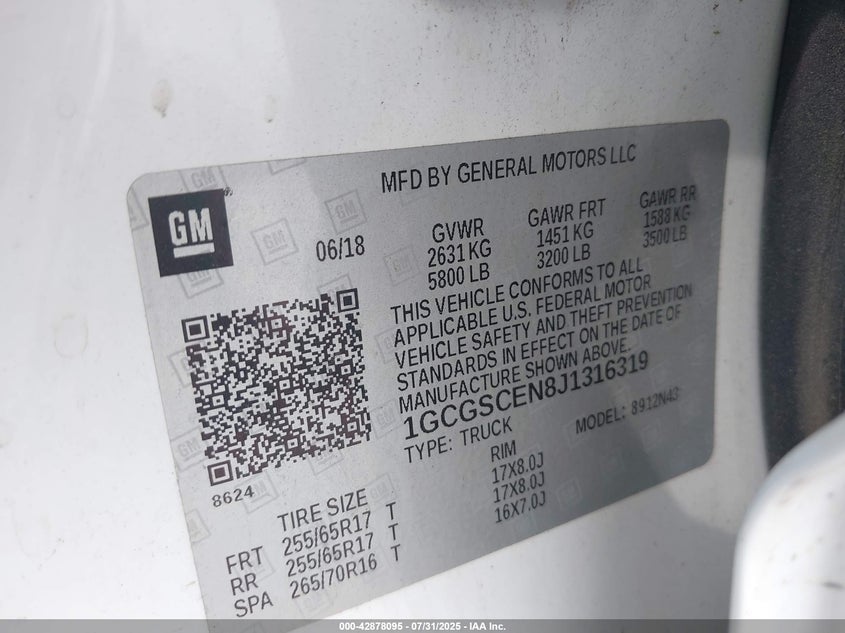 MFD BY GENERAL MOTORS LLC
GM
06/18
GVWR
2631 KG
5800 LB
GAWR FRT
1451 KG
3200 LB
GAWR RR
1588 KG
3500 LB
THIS VEHICLE CONFORMS TO ALL
APPLICABLE U.S. FEDERAL MOTOR
VEHICLE SAFETY AND THEFT PREVENTION
STANDARDS IN EFFECT ON THE DATE OF
MANUFACTURE SHOWN ABOVE.
1GCGSCEN8J1316319
TYPE: TRUCK
MODEL: 8912N43
8624
TIRE SIZE
RIM
FRT 255/65R17 T 17X8.0J
RR 255/65R17 T 17X8.0J
SPA 265/70R16 T 16X7.0J
000-42878095 - 07/31/2025 - IAA Inc.